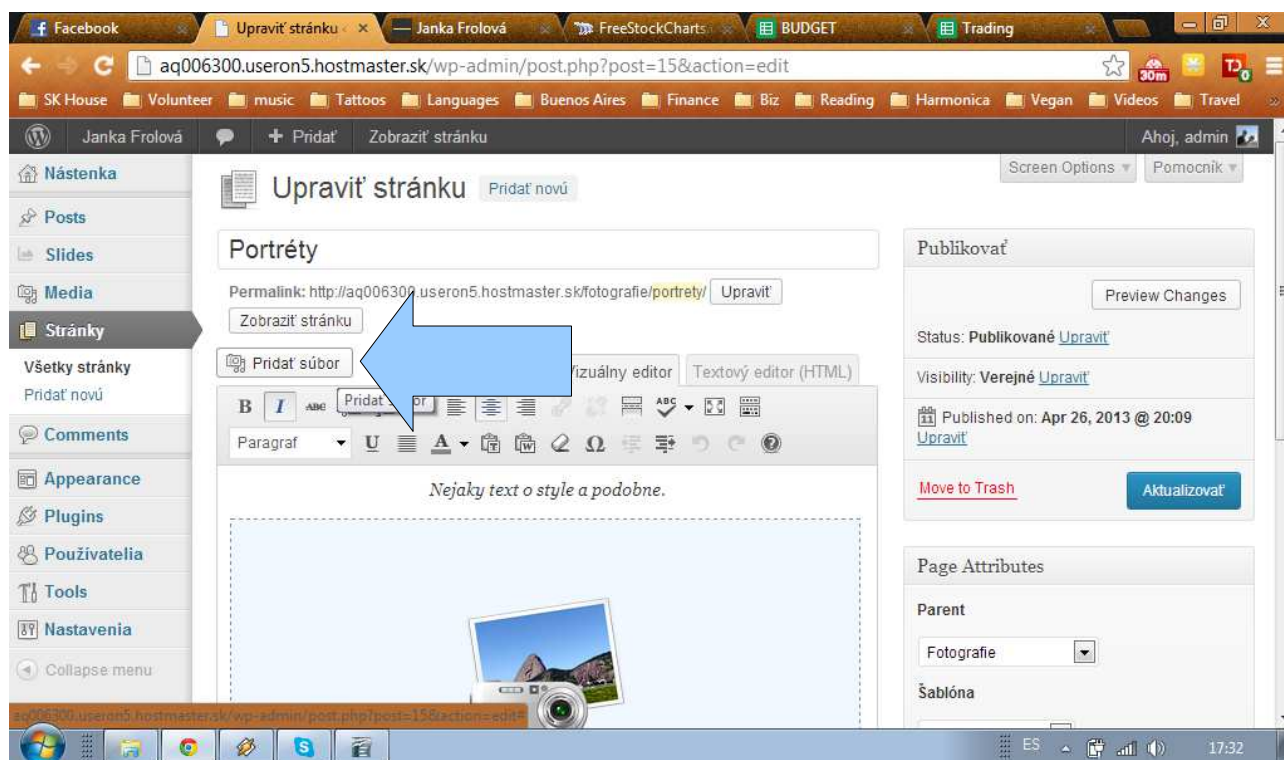 Facebook Upraviť stránku Janka Frolová FreeStockCharts BUDGET Trading
aq006300.useron5.hostmaster.sk/wp-admin/post.php?post=15&action=edit
30m
SK House Volunteer music Tattoos Languages Buenos Aires Finance Biz Reading Harmonica Vegan Videos Travel
Janka Frolová + Pridať Zobraziť stránku Ahoj, admin
Screen Options Pomocník
Nástenka
Posts
Slides
Media
Stránky
Všetky stránky
Pridať novú
Comments
Appearance
Plugins
Používatelia
Tools
Nastavenia
Collapse menu
Upraviť stránku Pridať novú
Portréty
Permalink: http://aq006300.useron5.hostmaster.sk/fotografie/portrety/ Upraviť
Zobraziť stránku
Pridať súbor
editor Textový editor (HTML)
B I ABC ABC
Pridať
Paragraf U A Ω
Nejaky text o style a podobne.
Publikovať
Preview Changes
Status: Publikované Upraviť
Visibility: Verejné Upraviť
Published on: Apr 26, 2013 @ 20:09
Upraviť
Move to Trash Aktualizovať
Page Attributes
Parent
Fotografie
Šablóna
aq006300.useron5.hostmaster.sk/wp-admin/post.php?post=15&action=edit#
ES 17:32